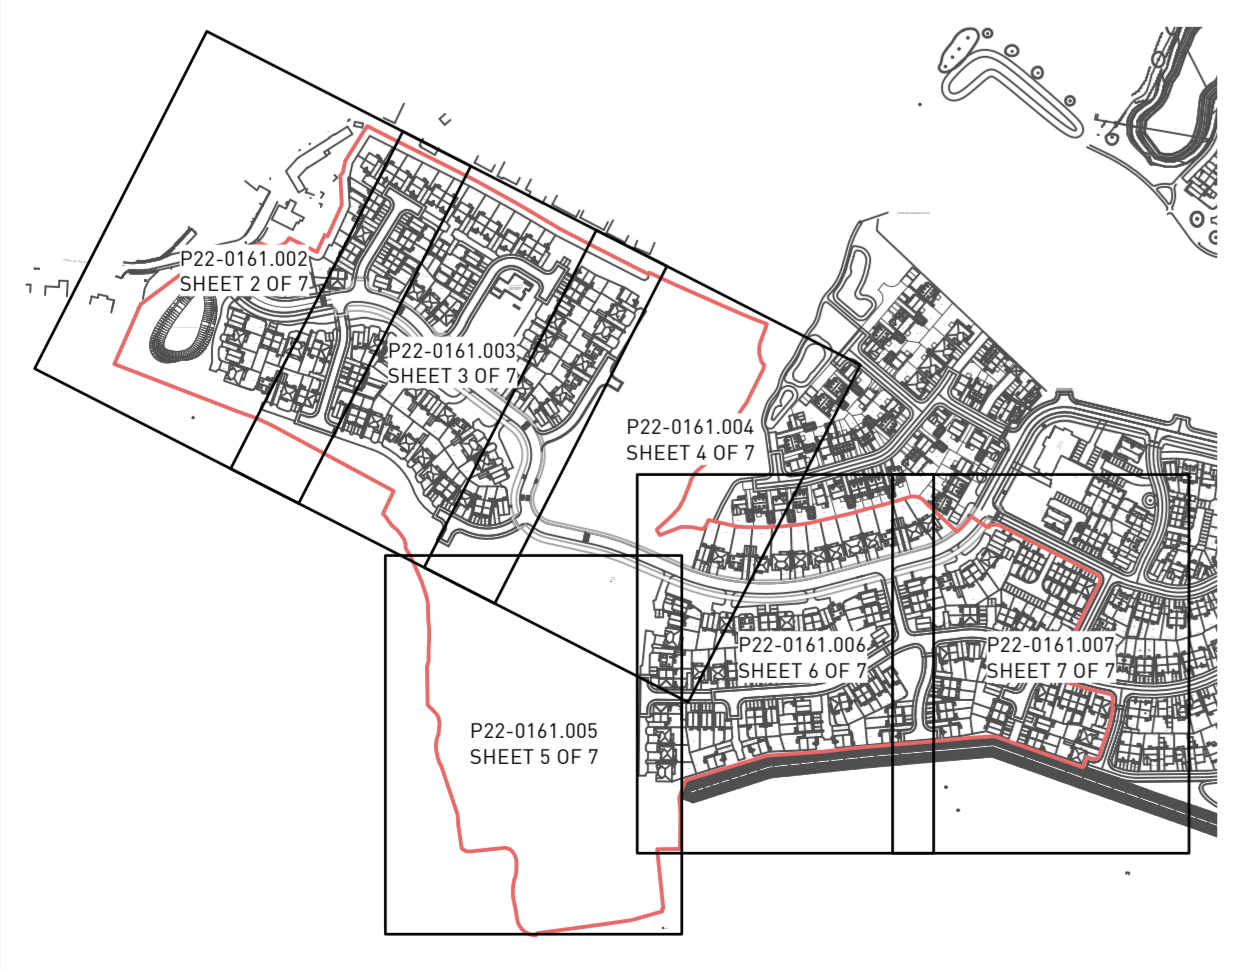 P22-0161.002
SHEET 2 OF 7
P22-0161.003
SHEET 3 OF 7
P22-0161.004
SHEET 4 OF 7
P22-0161.006
SHEET 6 OF 7
P22-0161.007
SHEET 7 OF 7
P22-0161.005
SHEET 5 OF 7